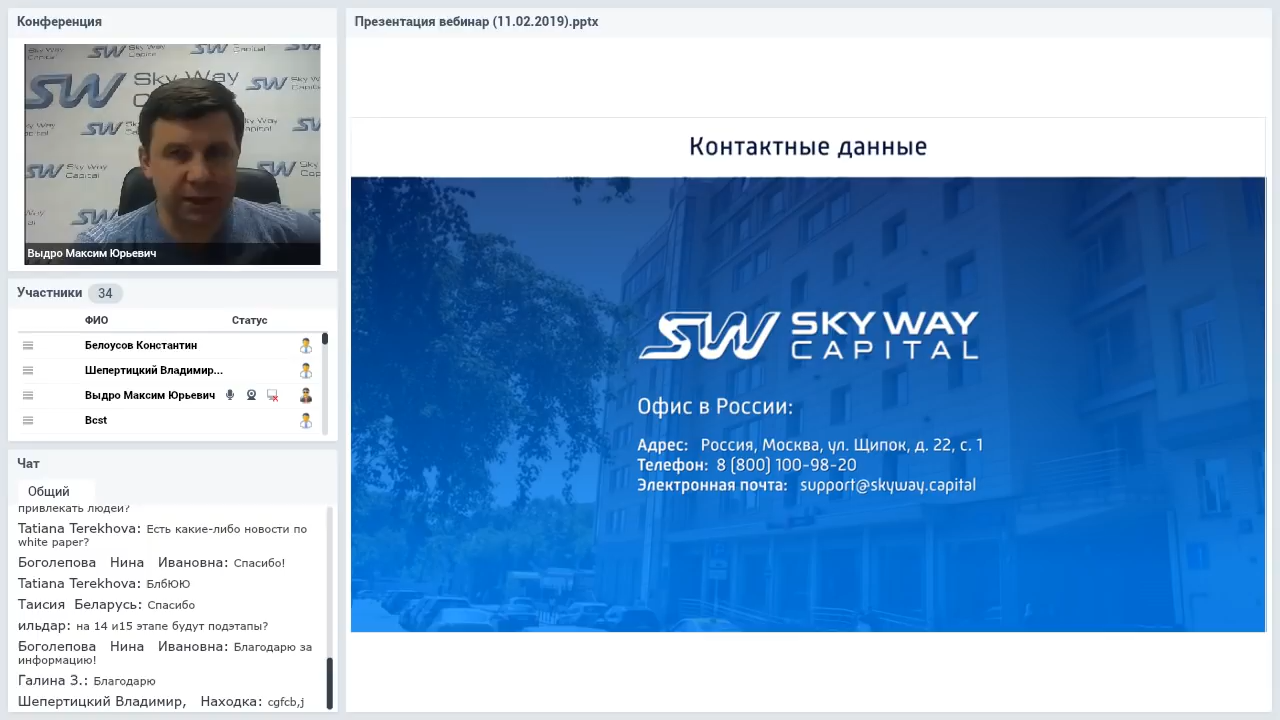 Конференция
Sky Way
Capital
SW
Выдро Максим Юрьевич
Участники 34
ФИО Статус
Белоусов Константин
Шепертицкий Владимир...
Выдро Максим Юрьевич
Bcst
Чат
Общий
привлекать людей?
Tatiana Terekhova: Есть какие-либо новости по
white paper?
Боголепова Нина Ивановна: Спасибо!
Tatiana Terekhova: БлбЮЮ
Таисия Беларусь: Спасибо
ильдар: на 14 и15 этапе будут подэтапы?
Боголепова Нина Ивановна: Благодарю за
информацию!
Галина З.: Благодарю
Шепертицкий Владимир, Находка: cgfcb,j
Презентация вебинар (11.02.2019).pptx
Контактные данные
SW SKY WAY
CAPITAL
Офис в России:
Адрес: Россия, Москва, ул. Щипок, д. 22, с. 1
Телефон: 8 (800) 100-98-20
Электронная почта: support@skyway.capital